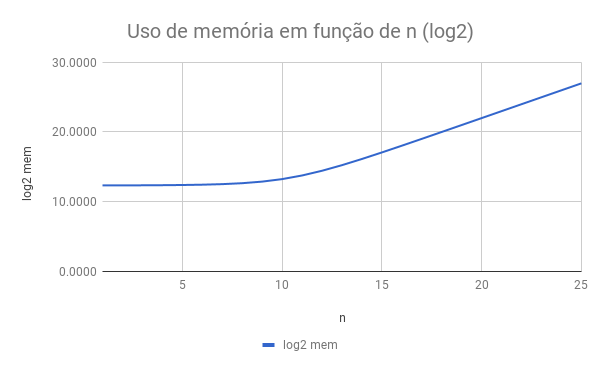 Uso de memória em função de n (log2)
30.0000
20.0000
10.0000
0.0000
log2 mem
5 10 15 20 25
n
log2 mem